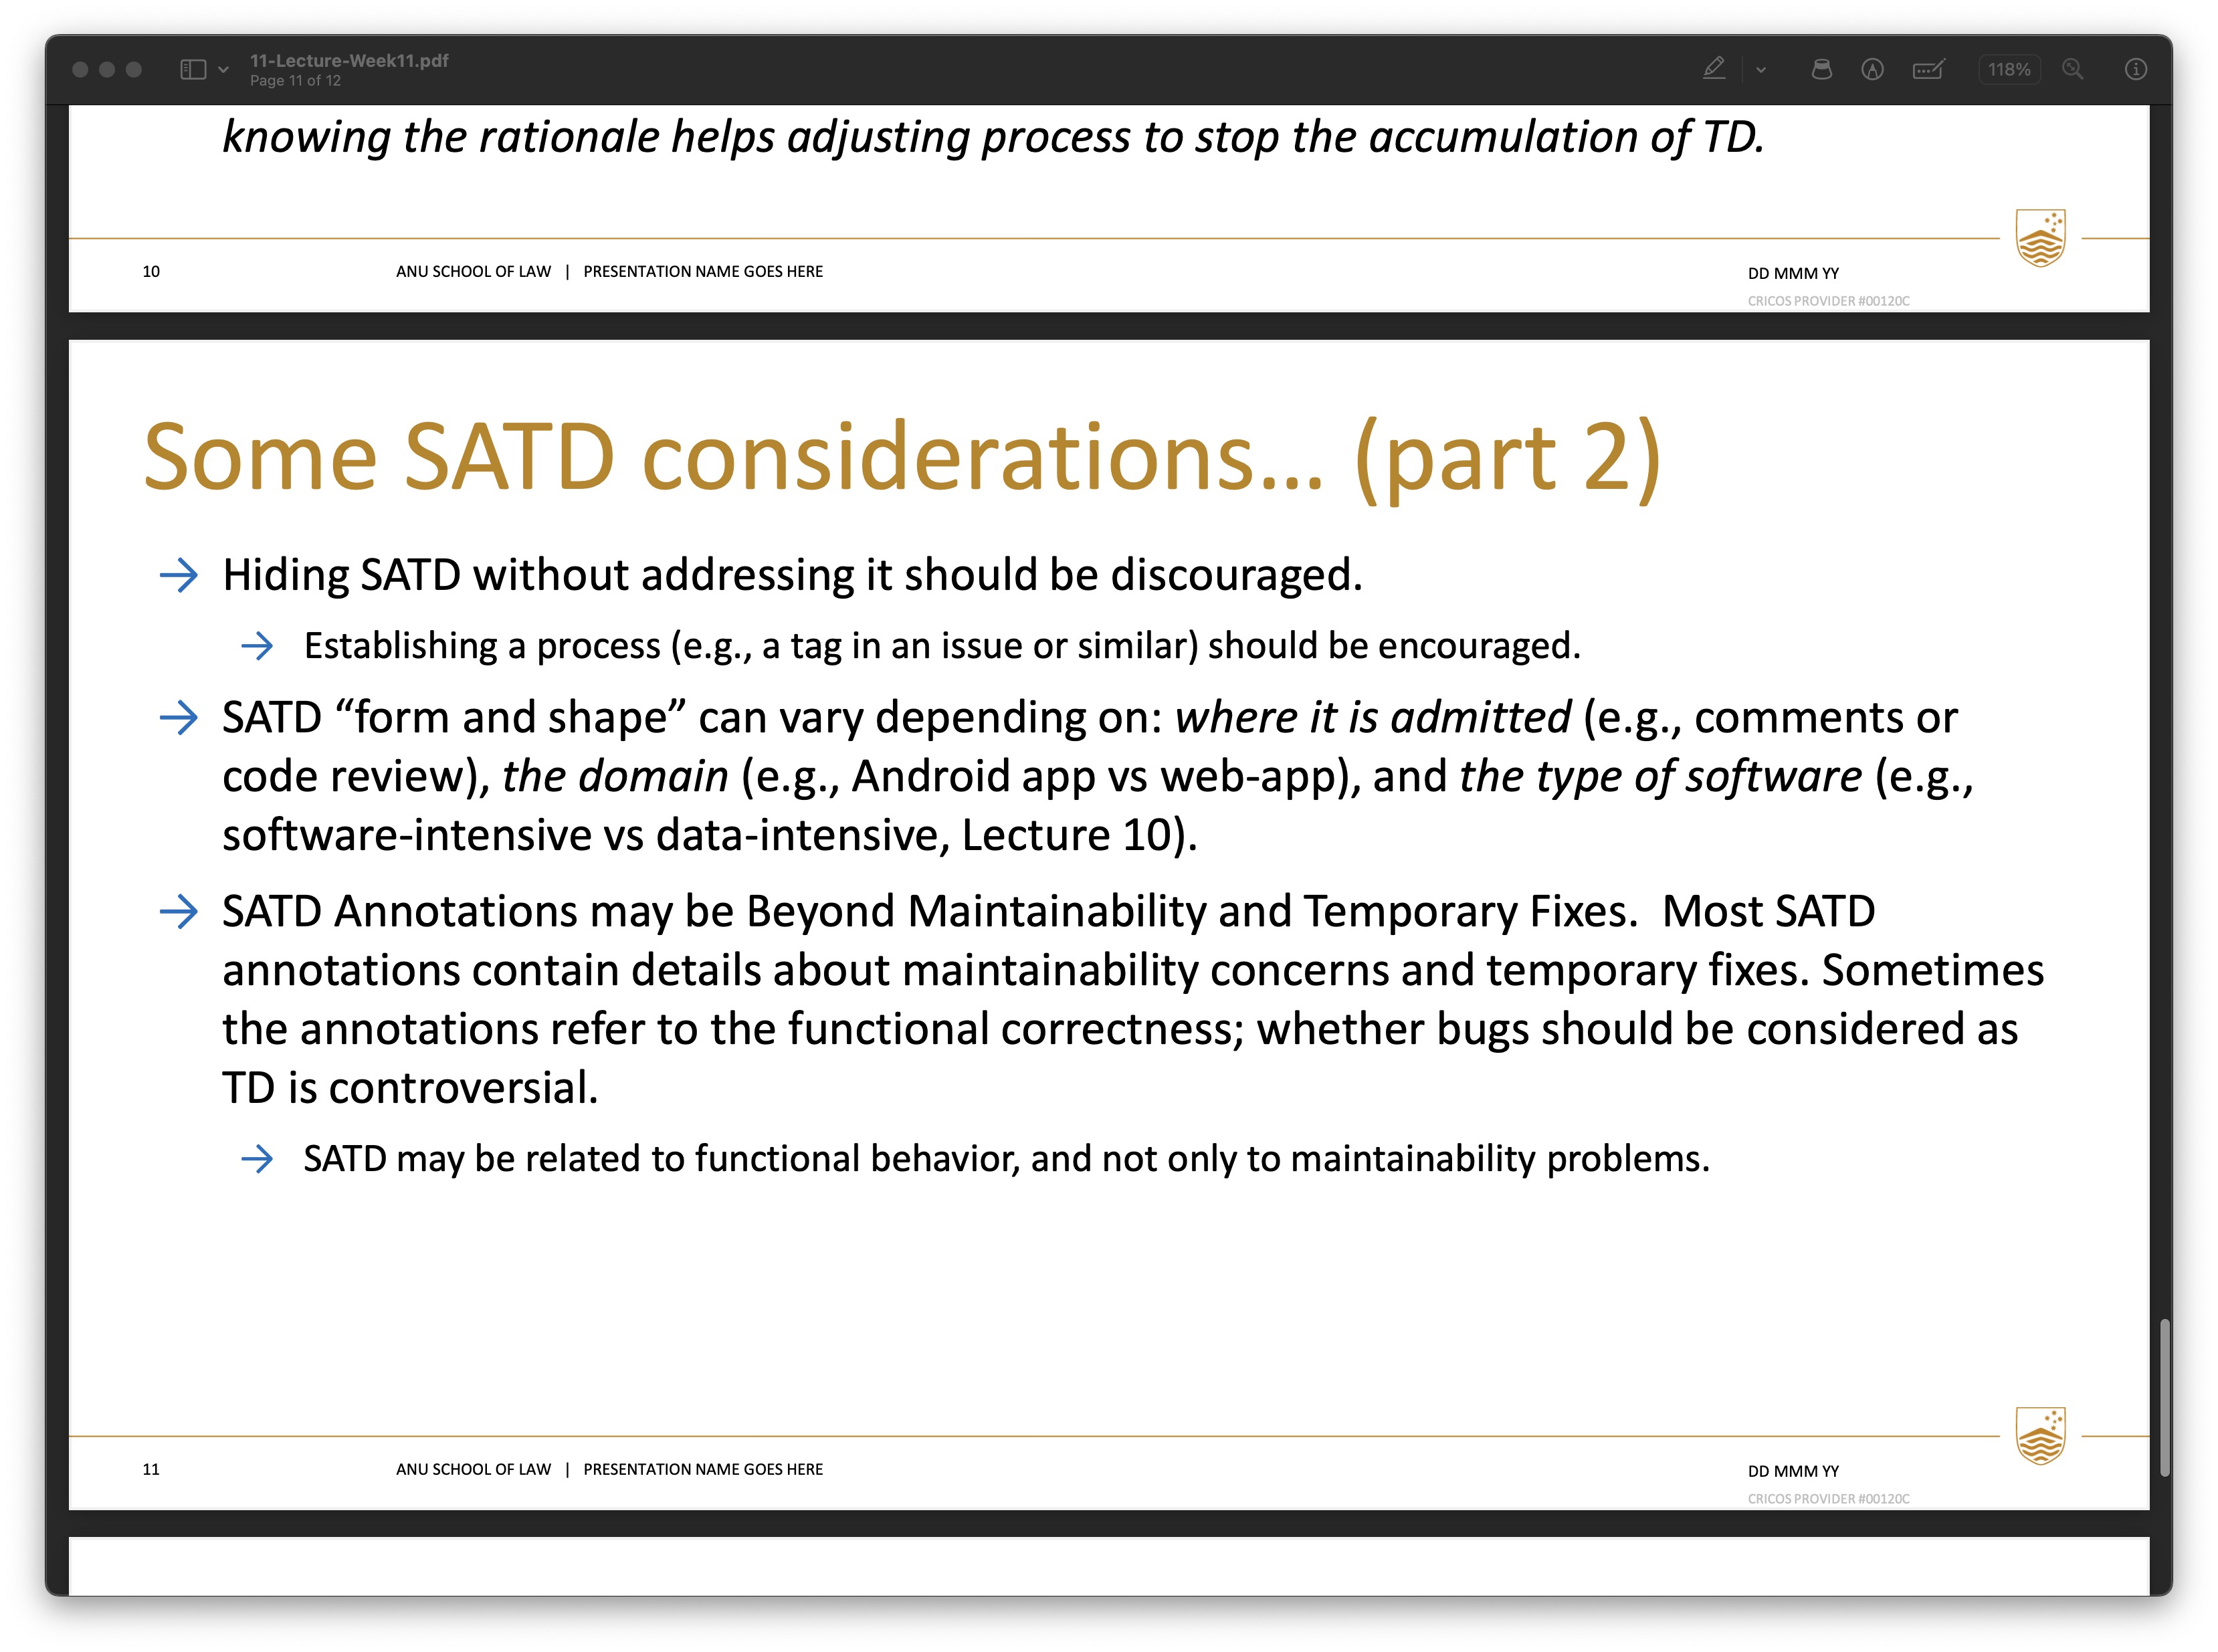 11-Lecture-Week11.pdf
Page 11 of 12
118%
knowing the rationale helps adjusting process to stop the accumulation of TD.
10
ANU SCHOOL OF LAW | PRESENTATION NAME GOES HERE
DD MMM YY
CRICOS PROVIDER #00120C
Some SATD considerations... (part 2)
→ Hiding SATD without addressing it should be discouraged.
→ Establishing a process (e.g., a tag in an issue or similar) should be encouraged.
→ SATD “form and shape” can vary depending on: where it is admitted (e.g., comments or
code review), the domain (e.g., Android app vs web-app), and the type of software (e.g.,
software-intensive vs data-intensive, Lecture 10).
→ SATD Annotations may be Beyond Maintainability and Temporary Fixes.  Most SATD
annotations contain details about maintainability concerns and temporary fixes. Sometimes
the annotations refer to the functional correctness; whether bugs should be considered as
TD is controversial.
→ SATD may be related to functional behavior, and not only to maintainability problems.
11
ANU SCHOOL OF LAW | PRESENTATION NAME GOES HERE
DD MMM YY
CRICOS PROVIDER #00120C